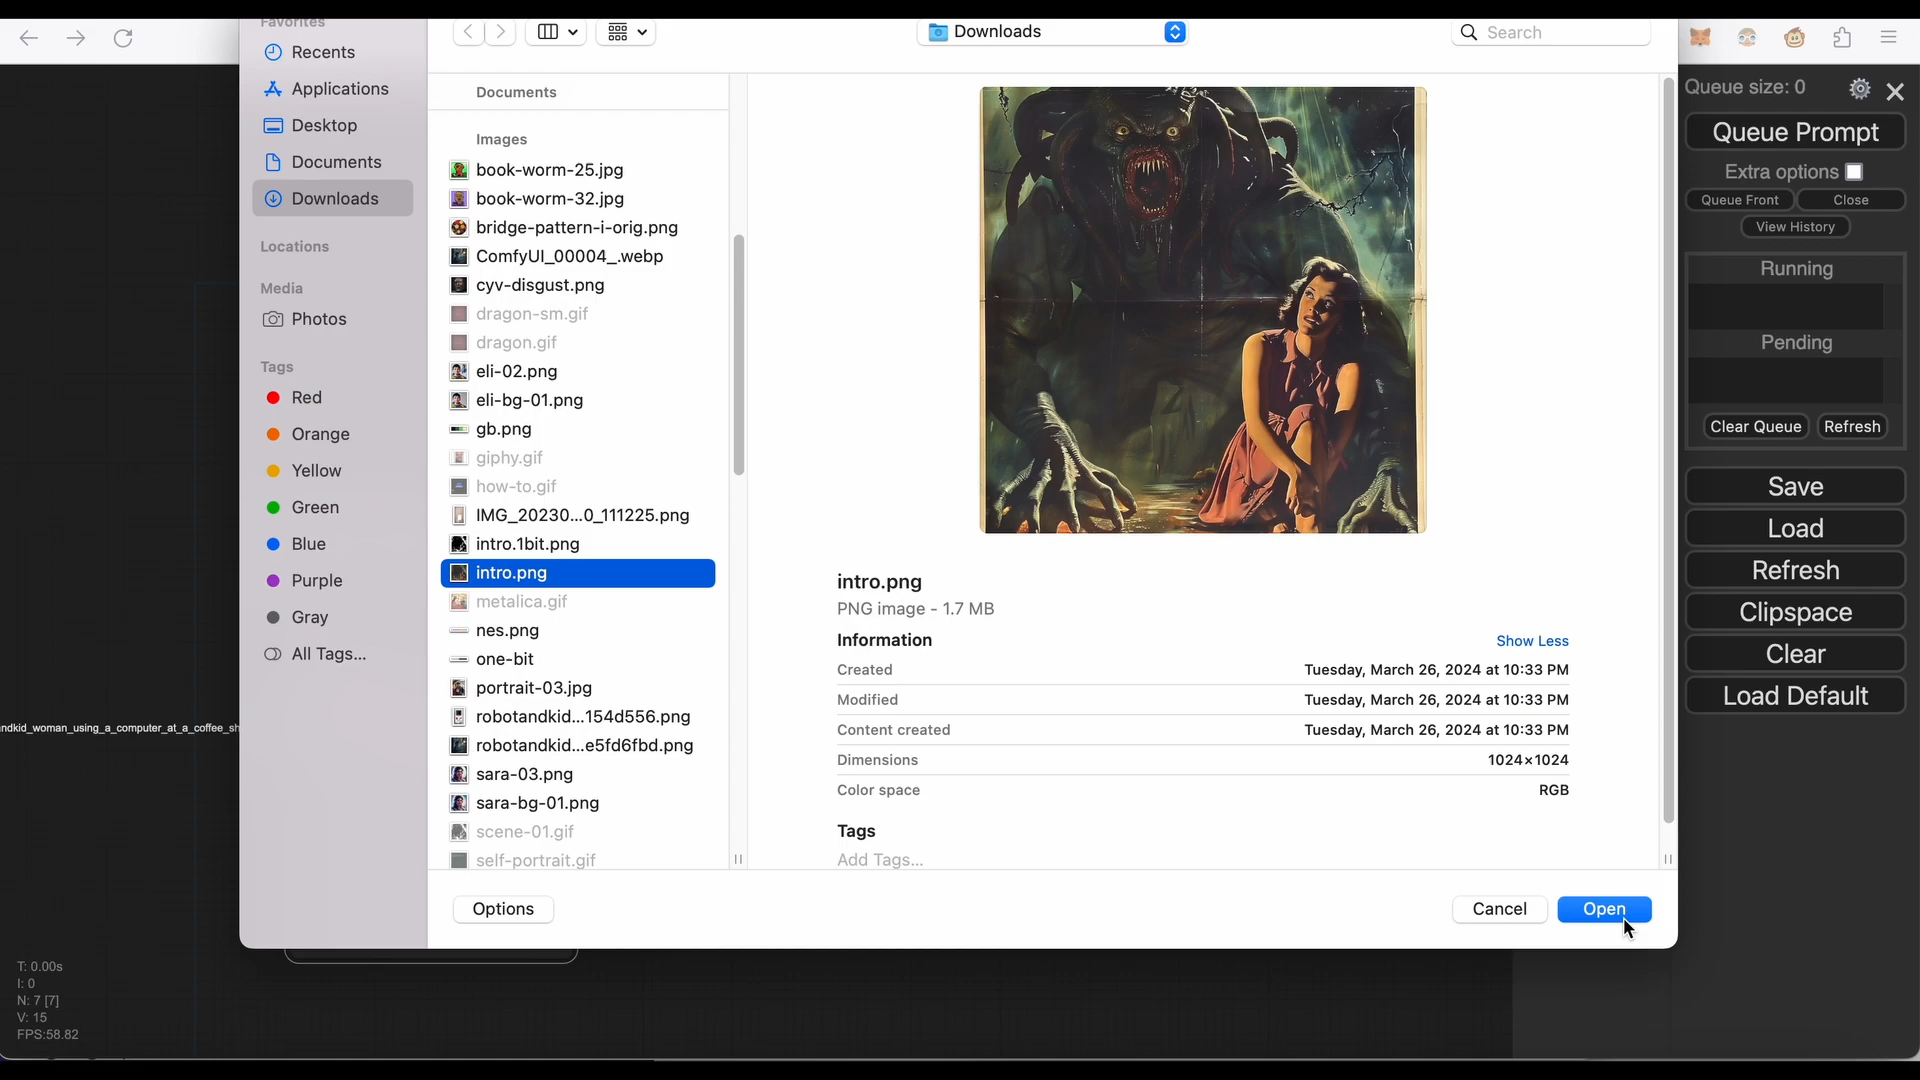 Favorites
Recents
Applications
Desktop
Documents
Downloads
Locations
Media
Photos
Tags
Red
Orange
Yellow
Green
Blue
Purple
Gray
All Tags...
Downloads
Search
Documents
Images
book-worm-25.jpg
book-worm-32.jpg
bridge-pattern-i-orig.png
ComfyUI_00004_.webp
cyv-disgust.png
dragon-sm.gif
dragon.gif
eli-02.png
eli-bg-01.png
gb.png
giphy.gif
how-to.gif
IMG_20230...0_111225.png
intro.1bit.png
intro.png
metalica.gif
nes.png
one-bit
portrait-03.jpg
robotandkid...154d556.png
robotandkid...e5fd6fbd.png
sara-03.png
sara-bg-01.png
scene-01.gif
self-portrait.gif
intro.png
PNG image - 1.7 MB
Information Show Less
Created Tuesday, March 26, 2024 at 10:33 PM
Modified Tuesday, March 26, 2024 at 10:33 PM
Content created Tuesday, March 26, 2024 at 10:33 PM
Dimensions 1024×1024
Color space RGB
Tags
Add Tags...
Options Cancel Open
Queue size: 0
Queue Prompt
Extra options
Queue Front Close
View History
Running
Pending
Clear Queue Refresh
Save
Load
Refresh
Clipspace
Clear
Load Default
ndkid_woman_using_a_computer_at_a_coffee_sh
T: 0.00s
I: 0
N: 7 [7]
V: 15
FPS:58.82